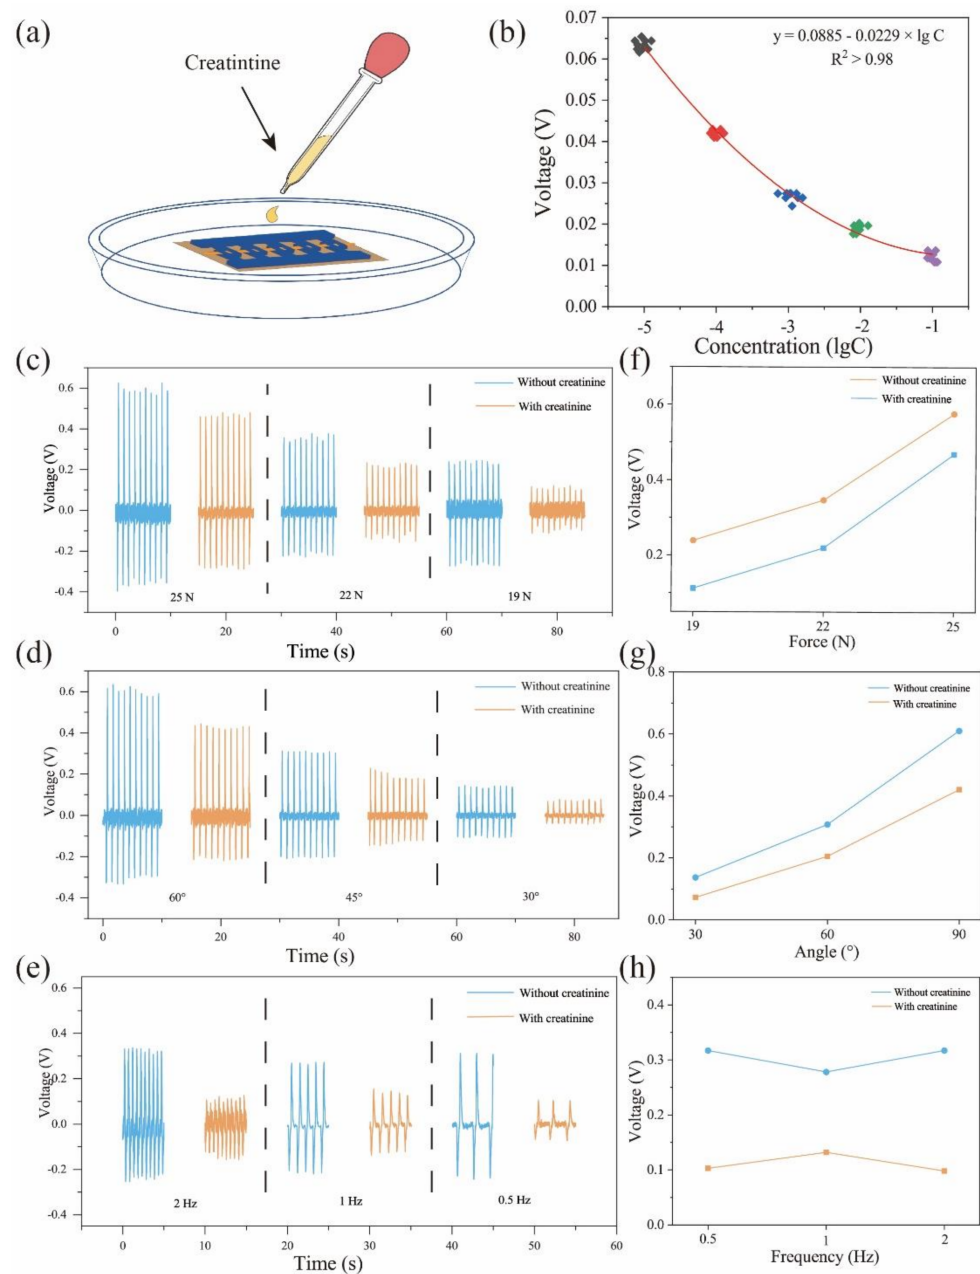 (a)
Creatintine
(b)
y = 0.0885 - 0.0229 × lg C
R² > 0.98
Voltage (V)
0.07
0.06
0.05
0.04
0.03
0.02
0.01
0.00
-5 -4 -3 -2 -1
Concentration (lgC)
(c)
Without creatinine
With creatinine
Voltage (V)
0.6
0.4
0.2
0.0
-0.2
-0.4
25 N 22 N 19 N
0 20 40 60 80
Time (s)
(f)
Without creatinine
With creatinine
Voltage (V)
0.6
0.4
0.2
19 22 25
Force (N)
(d)
Without creatinine
With creatinine
Voltage (V)
0.6
0.4
0.2
0.0
-0.2
-0.4
60° 45° 30°
0 20 40 60 80
Time (s)
(g)
Without creatinine
With creatinine
Voltage (V)
0.8
0.6
0.4
0.2
0.0
30 60 90
Angle (°)
(e)
Without creatinine
With creatinine
Voltage (V)
0.6
0.4
0.2
0.0
-0.2
-0.4
2 Hz 1 Hz 0.5 Hz
0 10 20 30 40 50 60
Time (s)
(h)
Without creatinine
With creatinine
Voltage (V)
0.4
0.3
0.2
0.1
0.0
0.5 1 2
Frequency (Hz)